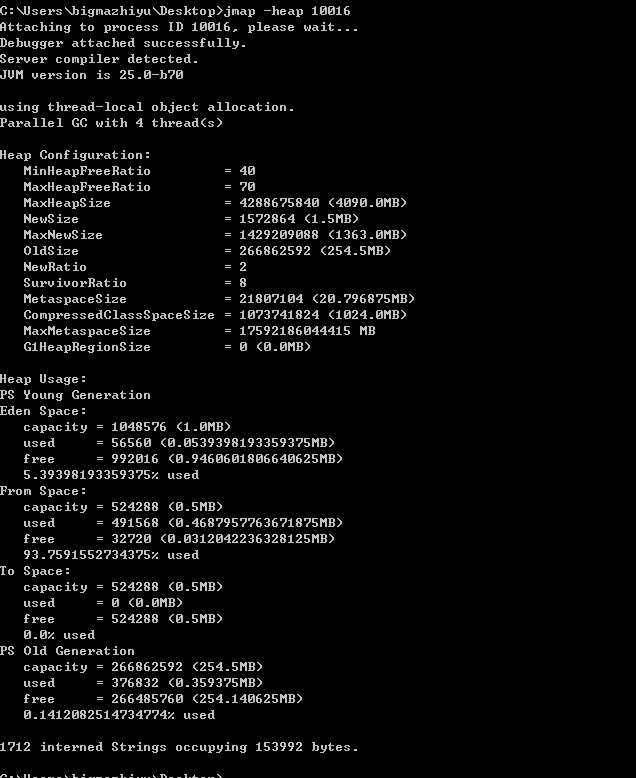 C:\Users\bigmazhiyu\Desktop>jmap -heap 10016
Attaching to process ID 10016, please wait...
Debugger attached successfully.
Server compiler detected.
JVM version is 25.0-b70

using thread-local object allocation.
Parallel GC with 4 thread(s)

Heap Configuration:
   MinHeapFreeRatio         = 40
   MaxHeapFreeRatio         = 70
   MaxHeapSize              = 4288675840 (4090.0MB)
   NewSize                  = 1572864 (1.5MB)
   MaxNewSize               = 1429209088 (1363.0MB)
   OldSize                  = 266862592 (254.5MB)
   NewRatio                 = 2
   SurvivorRatio            = 8
   MetaspaceSize            = 21807104 (20.796875MB)
   CompressedClassSpaceSize = 1073741824 (1024.0MB)
   MaxMetaspaceSize         = 17592186044415 MB
   G1HeapRegionSize         = 0 (0.0MB)

Heap Usage:
PS Young Generation
Eden Space:
   capacity = 1048576 (1.0MB)
   used     = 56560 (0.0539398193359375MB)
   free     = 992016 (0.9460601806640625MB)
   5.39398193359375% used
From Space:
   capacity = 524288 (0.5MB)
   used     = 491568 (0.4687957763671875MB)
   free     = 32720 (0.0312042236328125MB)
   93.7591552734375% used
To Space:
   capacity = 524288 (0.5MB)
   used     = 0 (0.0MB)
   free     = 524288 (0.5MB)
   0.0% used
PS Old Generation
   capacity = 266862592 (254.5MB)
   used     = 376832 (0.359375MB)
   free     = 266485760 (254.140625MB)
   0.1412082514734774% used

1712 interned Strings occupying 153992 bytes.

C:\Users\bigmazhiyu\Desktop>